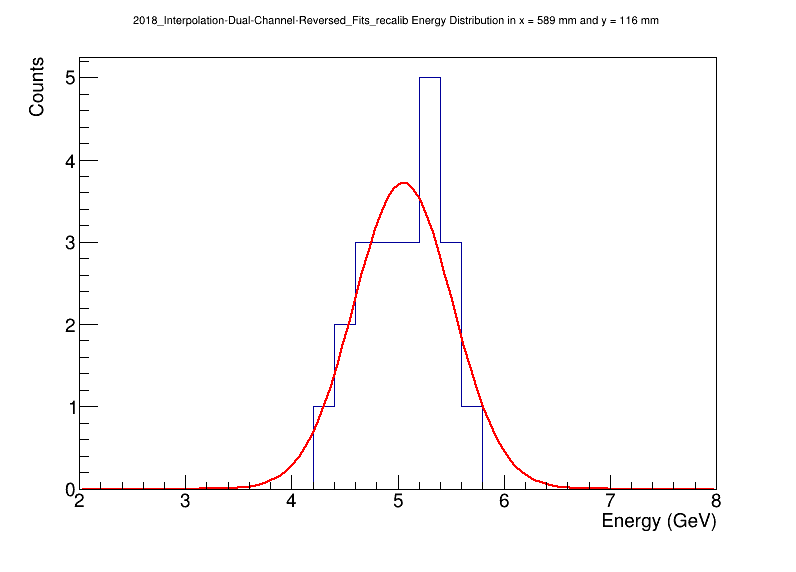 2018_Interpolation-Dual-Channel-Reversed_Fits_recalib Energy Distribution in x = 589 mm and y = 116 mm
Counts
5
4
3
2
1
0
2 3 4 5 6 7 8
Energy (GeV)